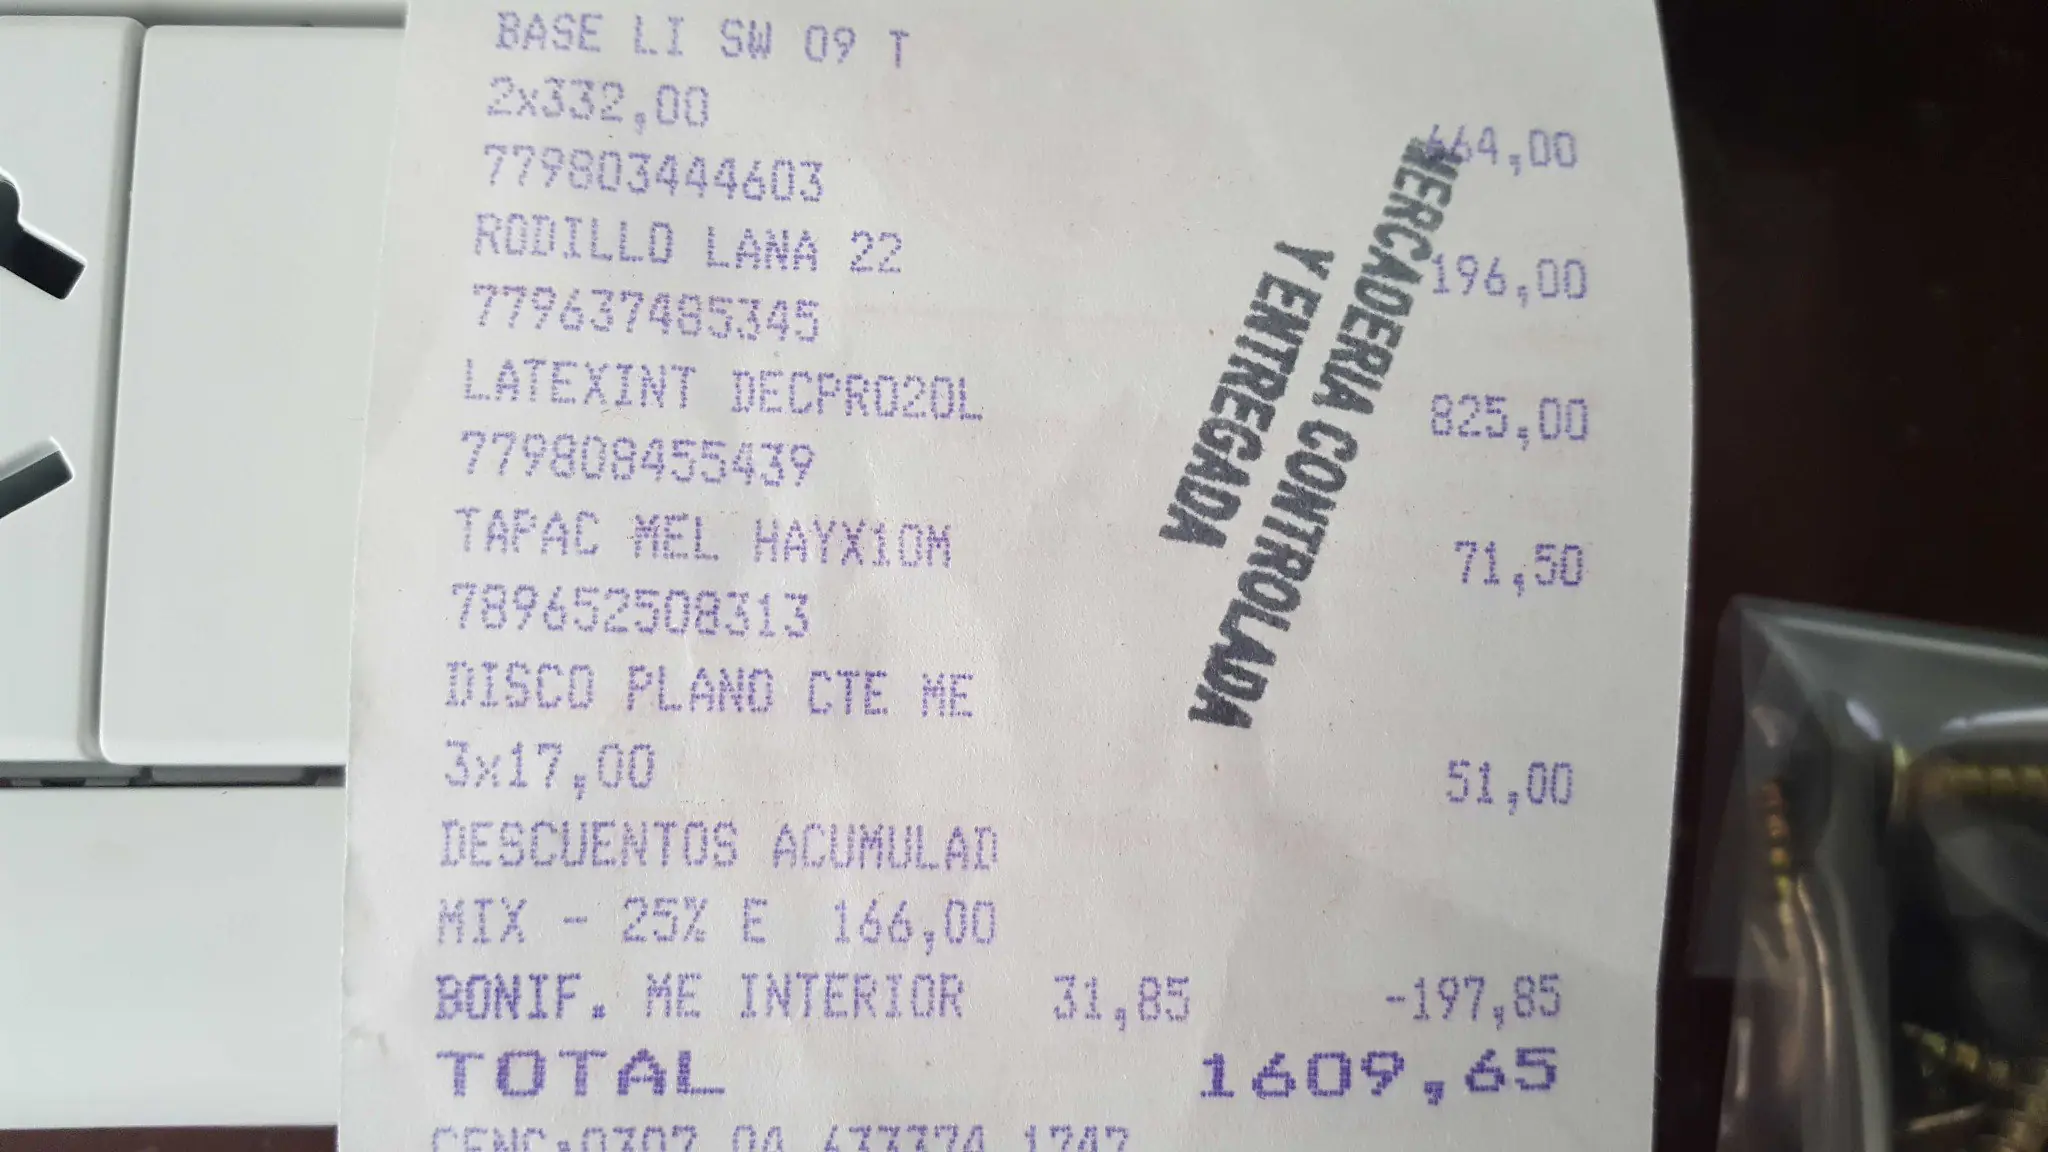 BASE LI SW 09 T
2x332,00 664,00
779803444603
RODILLO LANA 22 196,00
779637485345
LATEXINT DECPRO20L 825,00
779808455439
TAPAC MEL HAYX10M 71,50
789652508313
DISCO PLANO CTE ME
3x17,00 51,00
DESCUENTOS ACUMULAD
MIX - 25% E 166,00
BONIF. ME INTERIOR 31,85 -197,85
TOTAL 1609,65
MERCADERIA CONTROLADA
Y ENTREGADA